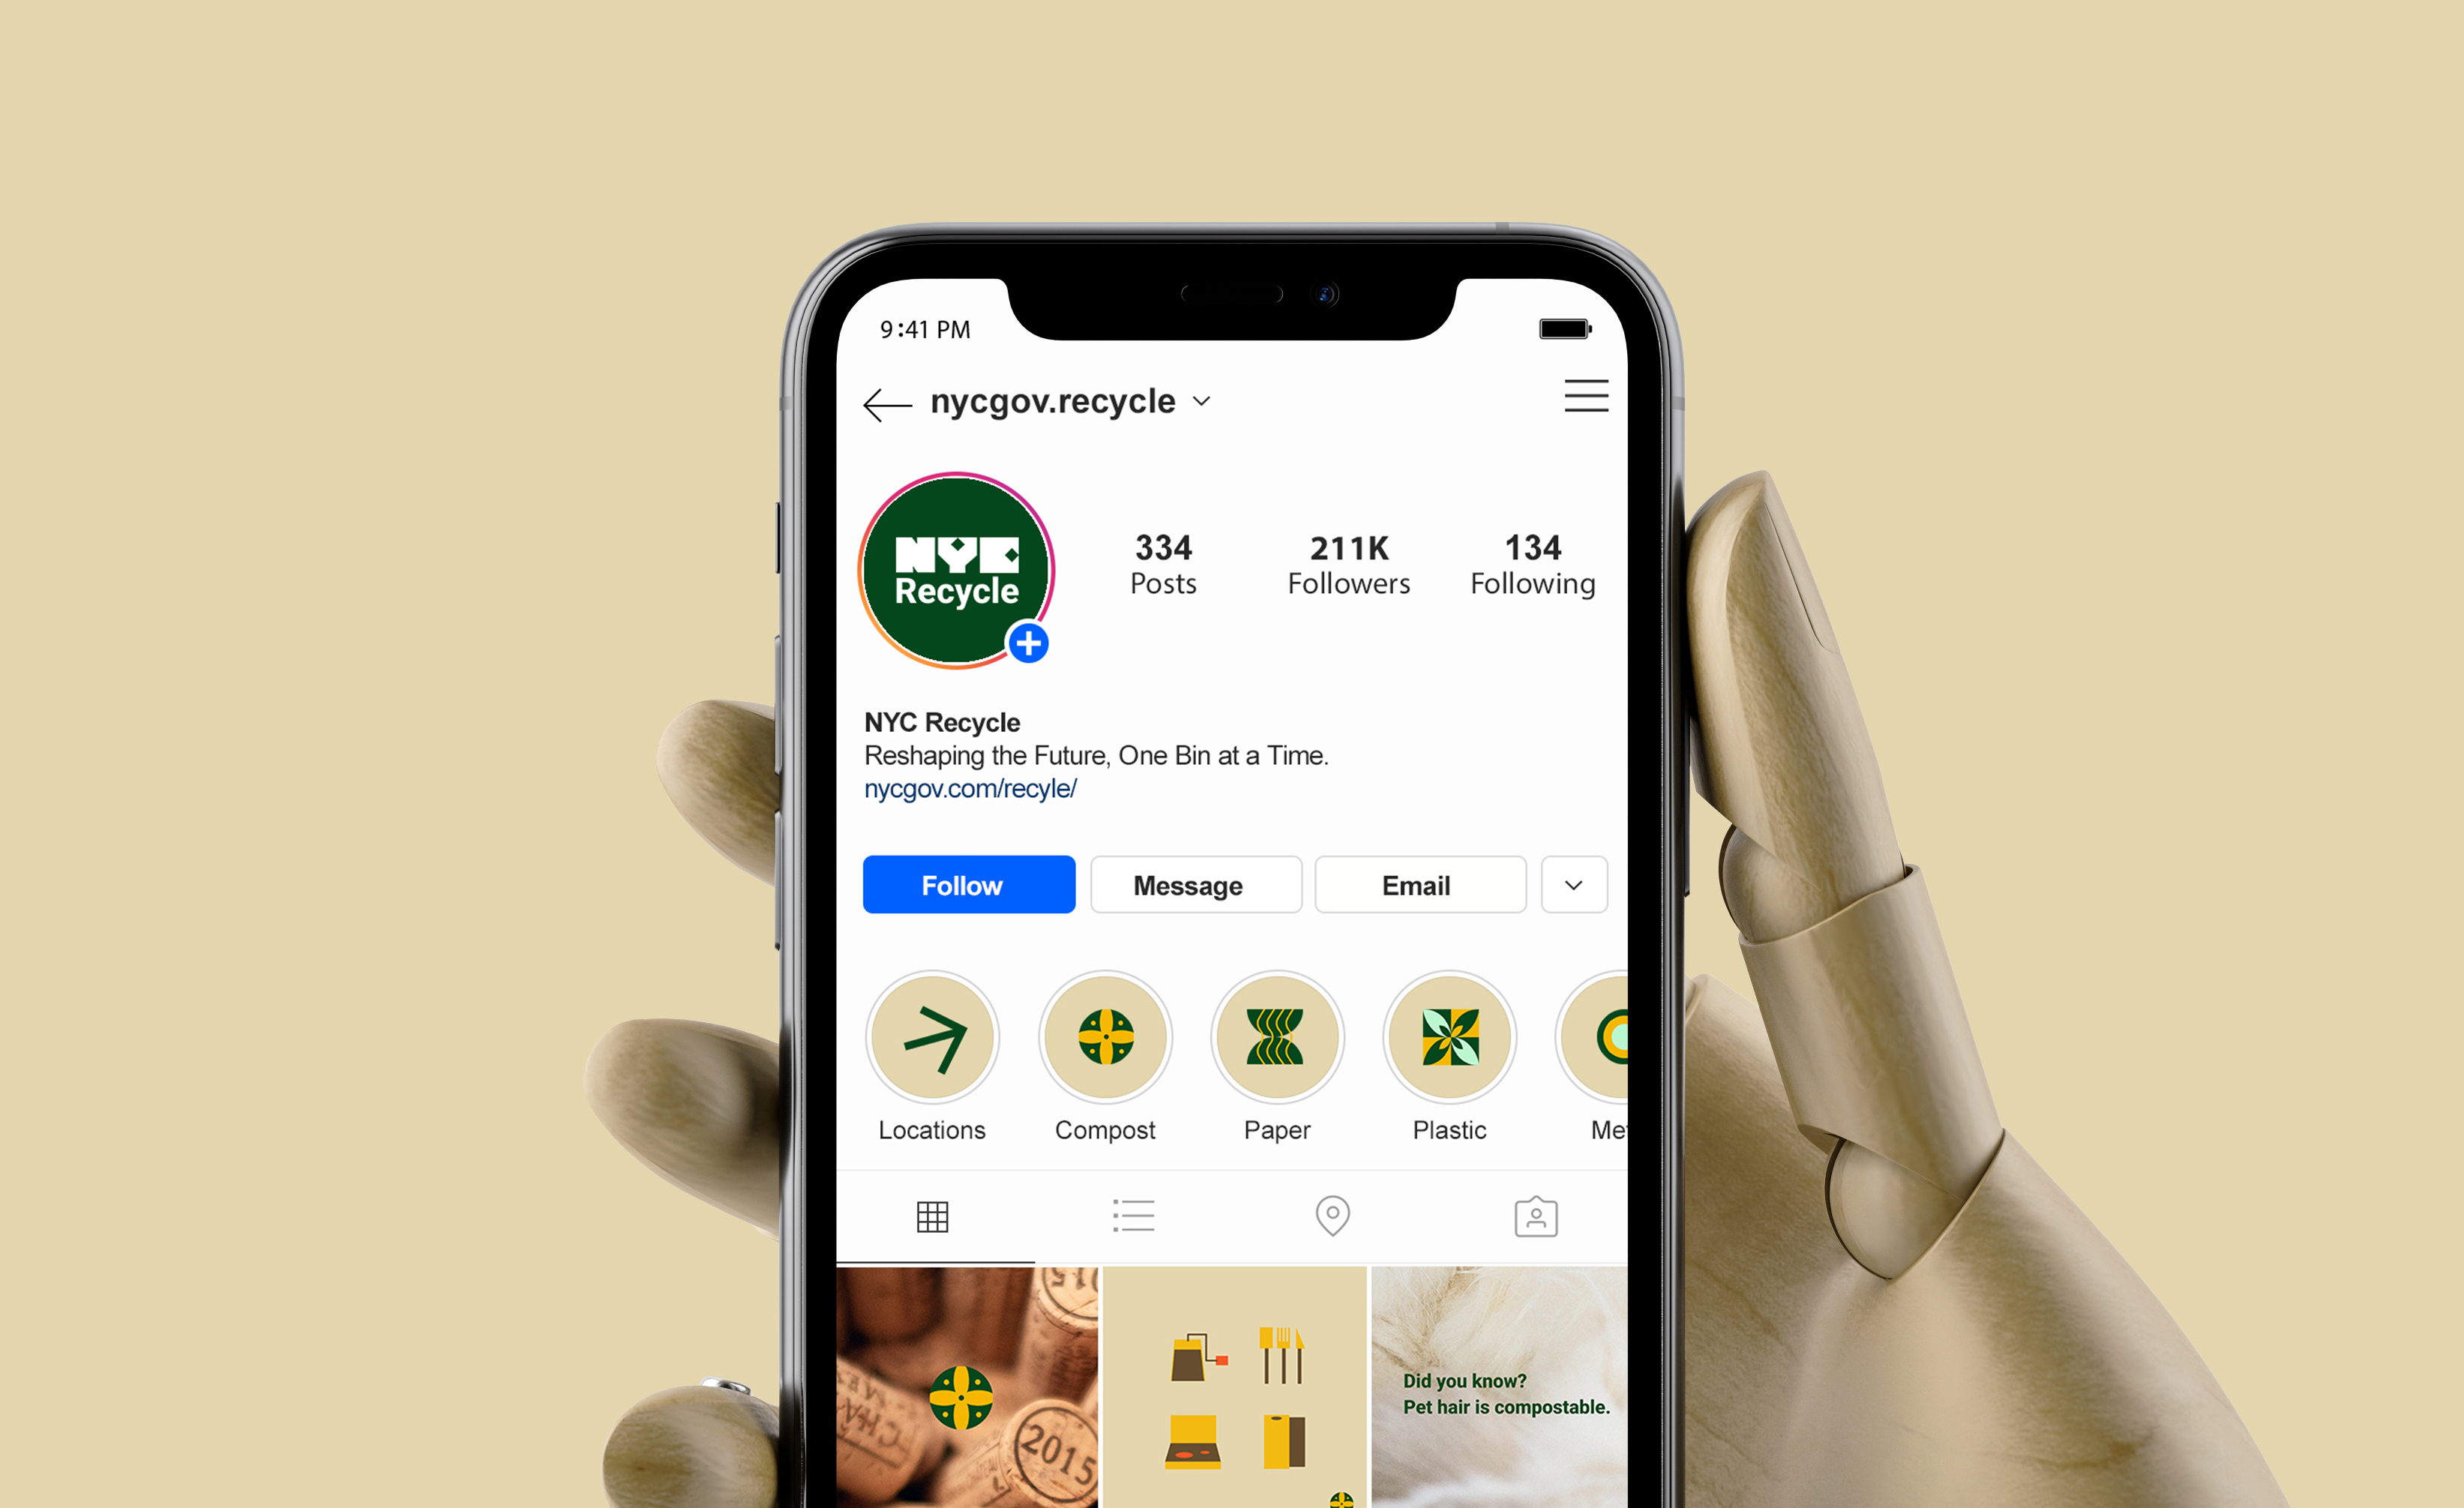 9:41 PM
nycgov.recycle
NYC
Recycle
334
Posts
211K
Followers
134
Following
NYC Recycle
Reshaping the Future, One Bin at a Time.
nycgov.com/recyle/
Follow
Message
Email
Locations
Compost
Paper
Plastic
2015
2015
Did you know?
Pet hair is compostable.